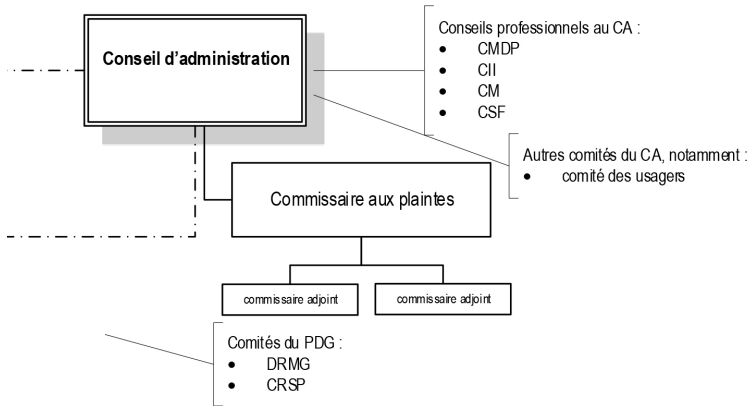 Conseil d'administration
Conseils professionnels au CA :
● CMDP
● CII
● CM
● CSF
Autres comités du CA, notamment :
● comité des usagers
Commissaire aux plaintes
commissaire adjoint
commissaire adjoint
Comités du PDG :
● DRMG
● CRSP